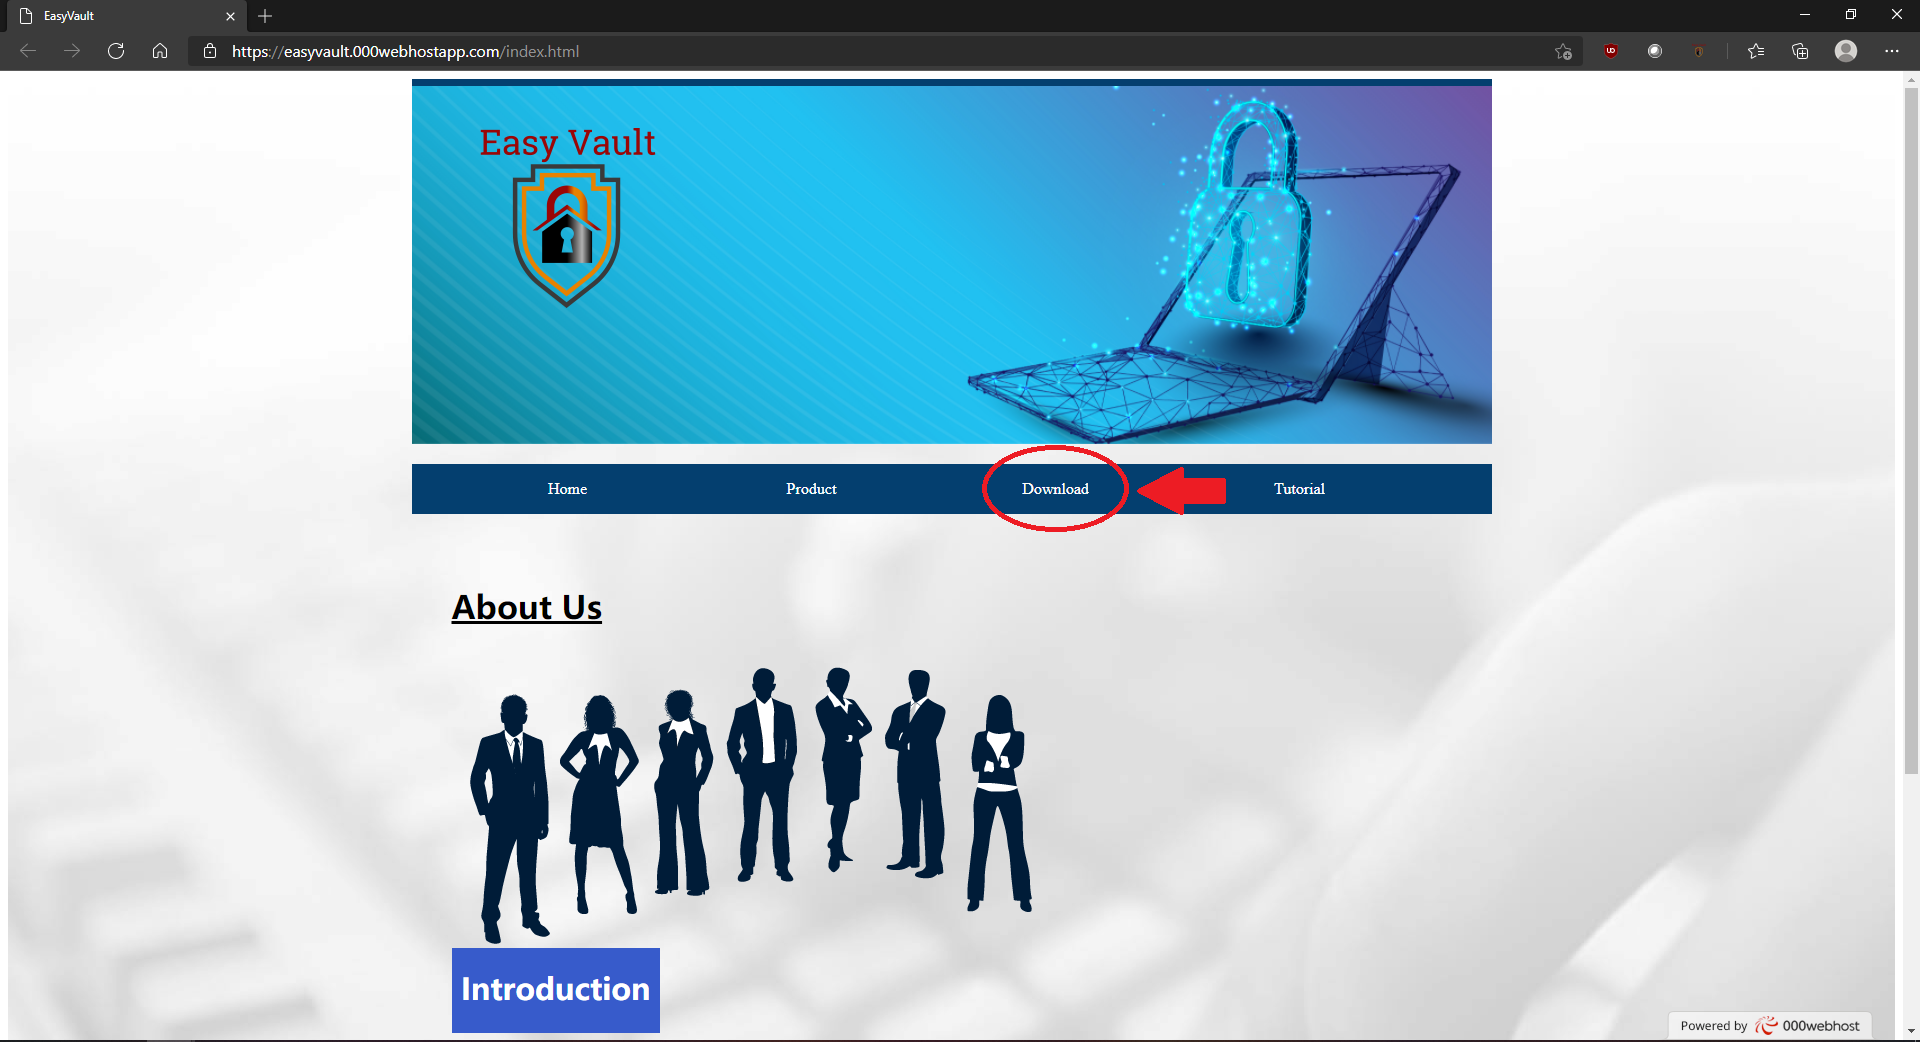 EasyVault
https://easyvault.000webhostapp.com/index.html
Easy Vault
Home Product Download Tutorial
About Us
Introduction
Powered by 000webhost